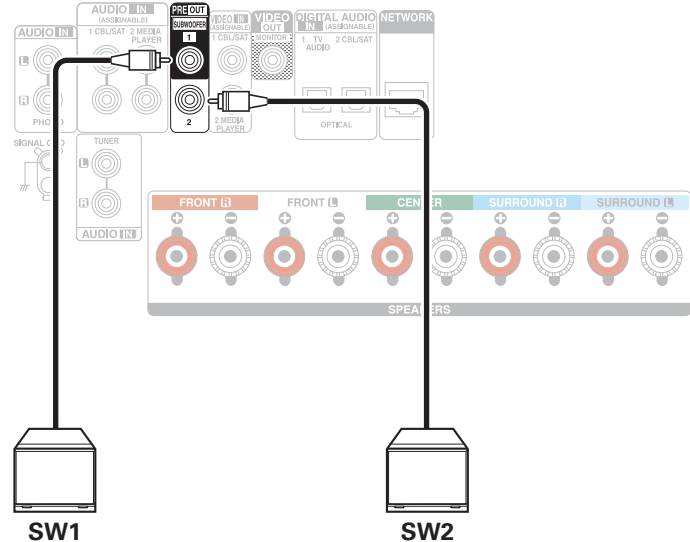 AUDIO IN
(ASSIGNABLE)
1 CBL/SAT 2 MEDIA
PLAYER
PRE OUT
SUBWOOFER
1
2
VIDEO IN
(ASSIGNABLE)
1 CBL/SAT
2 MEDIA
PLAYER
VIDEO
OUT
MONITOR
DIGITAL AUDIO
IN (ASSIGNABLE)
1 TV 2 CBL/SAT
AUDIO
OPTICAL
NETWORK
AUDIO IN
L
R
PHONO
SIGNAL GND
TUNER
L
R
AUDIO IN
FRONT R FRONT L CENTER SURROUND R SURROUND L
SPEAKERS
SW1 SW2